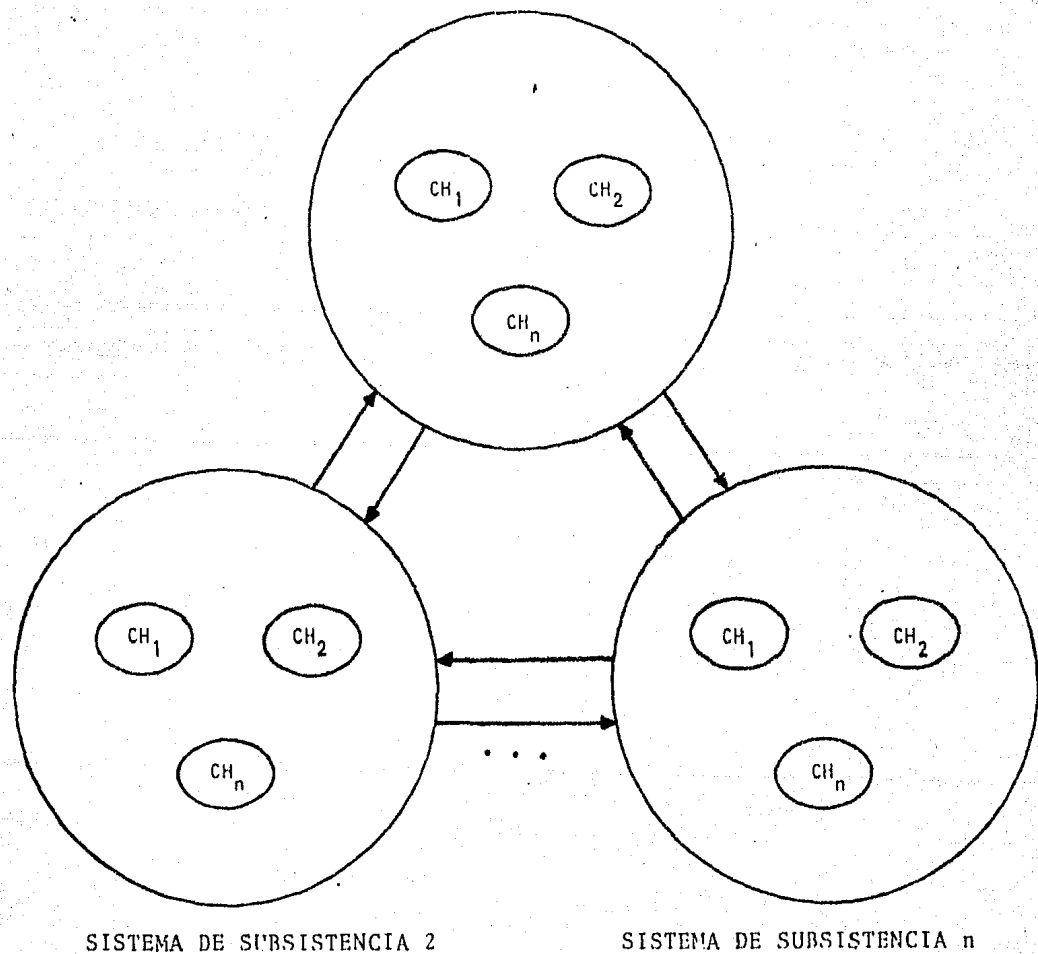 CH1 CH2
CHn
CH1 CH2
CHn
CH1 CH2
CHn
. . .
SISTEMA DE SUBSISTENCIA 2
SISTEMA DE SUBSISTENCIA n